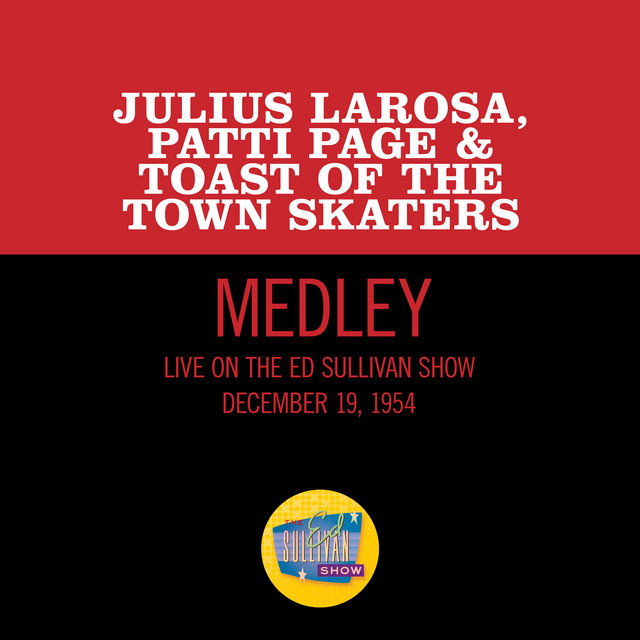 JULIUS LAROSA,
PATTI PAGE &
TOAST OF THE
TOWN SKATERS
MEDLEY
LIVE ON THE ED SULLIVAN SHOW
DECEMBER 19, 1954
THE
Ed
SULLIVAN
SHOW